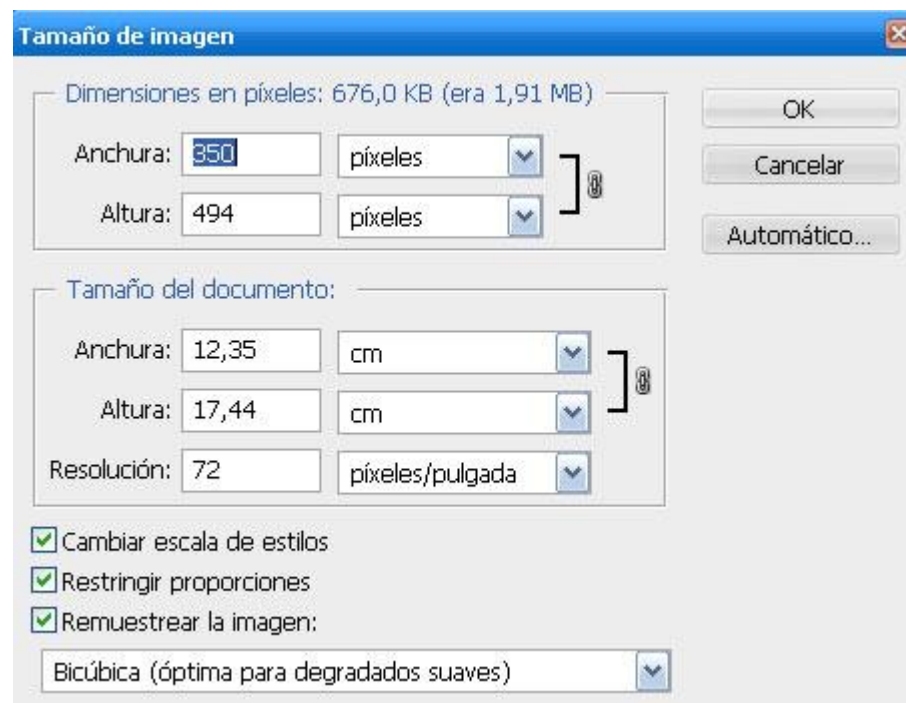 Tamaño de imagen
Dimensiones en píxeles: 676,0 KB (era 1,91 MB)
OK
Anchura: 350 píxeles
Cancelar
Altura: 494 píxeles
Automático...
Tamaño del documento:
Anchura: 12,35 cm
Altura: 17,44 cm
Resolución: 72 píxeles/pulgada
Cambiar escala de estilos
Restringir proporciones
Remuestrear la imagen:
Bicúbica (óptima para degradados suaves)